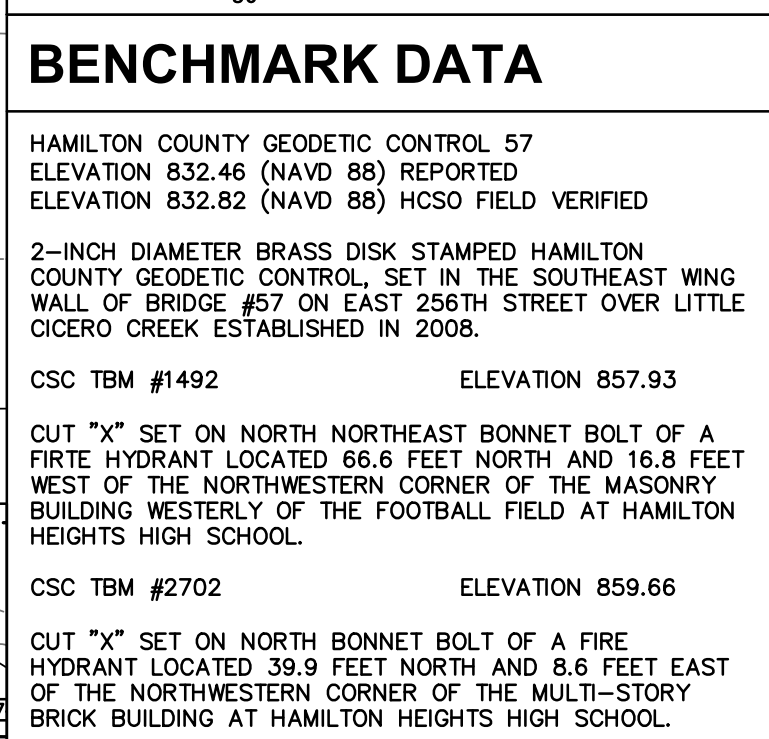 BENCHMARK DATA
HAMILTON COUNTY GEODETIC CONTROL 57
ELEVATION 832.46 (NAVD 88) REPORTED
ELEVATION 832.82 (NAVD 88) HCSO FIELD VERIFIED
2-INCH DIAMETER BRASS DISK STAMPED HAMILTON
COUNTY GEODETIC CONTROL, SET IN THE SOUTHEAST WING
WALL OF BRIDGE #57 ON EAST 256TH STREET OVER LITTLE
CICERO CREEK ESTABLISHED IN 2008.
CSC TBM #1492 ELEVATION 857.93
CUT "X" SET ON NORTH NORTHEAST BONNET BOLT OF A
FIRTE HYDRANT LOCATED 66.6 FEET NORTH AND 16.8 FEET
WEST OF THE NORTHWESTERN CORNER OF THE MASONRY
BUILDING WESTERLY OF THE FOOTBALL FIELD AT HAMILTON
HEIGHTS HIGH SCHOOL.
CSC TBM #2702 ELEVATION 859.66
CUT "X" SET ON NORTH BONNET BOLT OF A FIRE
HYDRANT LOCATED 39.9 FEET NORTH AND 8.6 FEET EAST
OF THE NORTHWESTERN CORNER OF THE MULTI-STORY
BRICK BUILDING AT HAMILTON HEIGHTS HIGH SCHOOL.